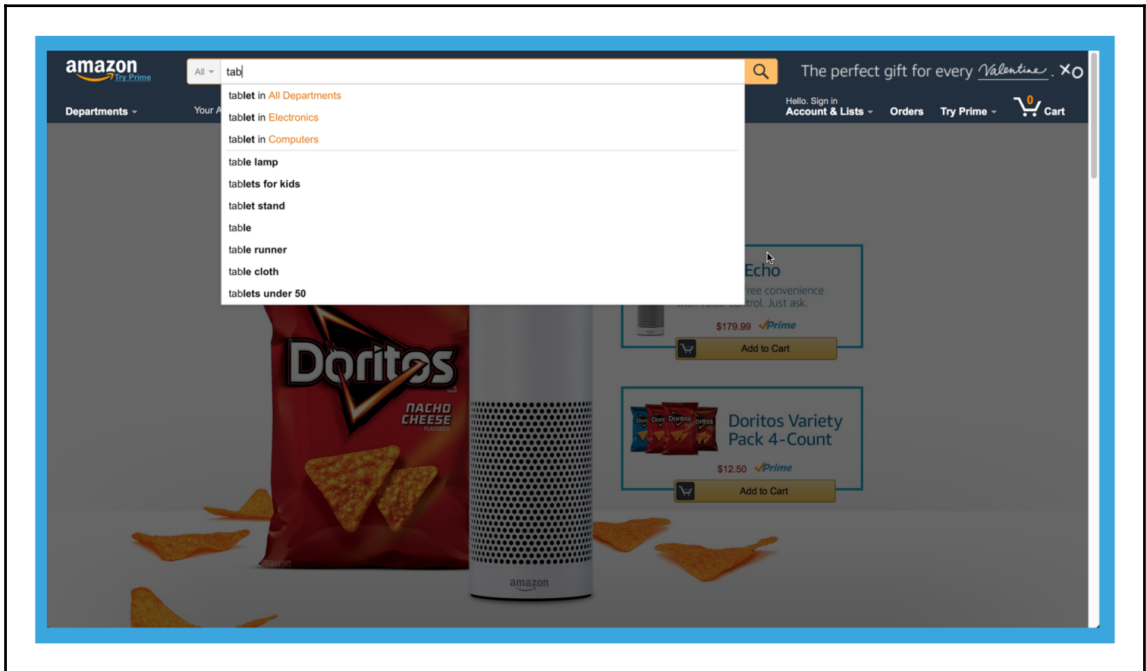 amazon
Try Prime
All
tab
The perfect gift for every Valentine. XO
Departments
Your A
Hello. Sign in
Account & Lists
Orders
Try Prime
0
Cart
tablet in All Departments
tablet in Electronics
tablet in Computers
table lamp
tablets for kids
tablet stand
table
table runner
table cloth
tablets under 50
Echo
convenience
Just ask.
$179.99 Prime
Add to Cart
Doritos
NACHO
CHEESE
Doritos Variety
Pack 4-Count
$12.50 Prime
Add to Cart
amazon